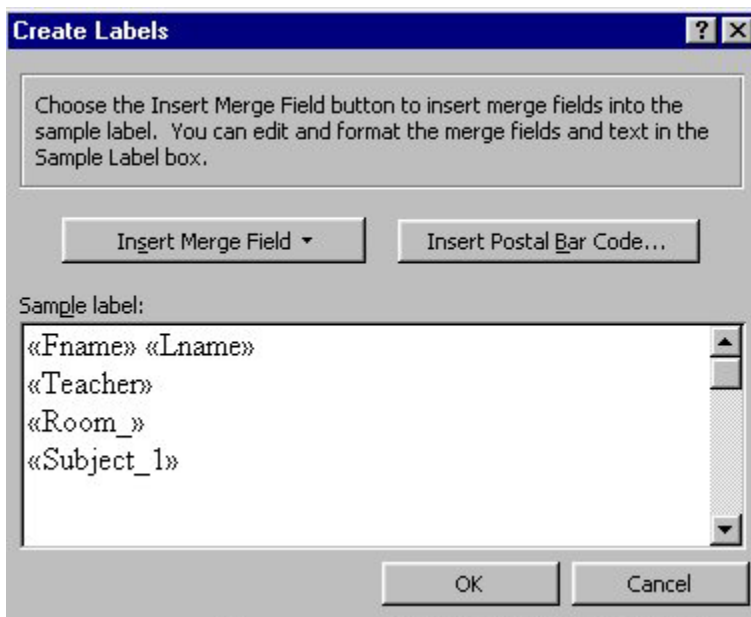 Create Labels
Choose the Insert Merge Field button to insert merge fields into the
sample label.  You can edit and format the merge fields and text in the
Sample Label box.
Insert Merge Field
Insert Postal Bar Code...
Sample label:
«Fname» «Lname»
«Teacher»
«Room_»
«Subject_1»
OK
Cancel